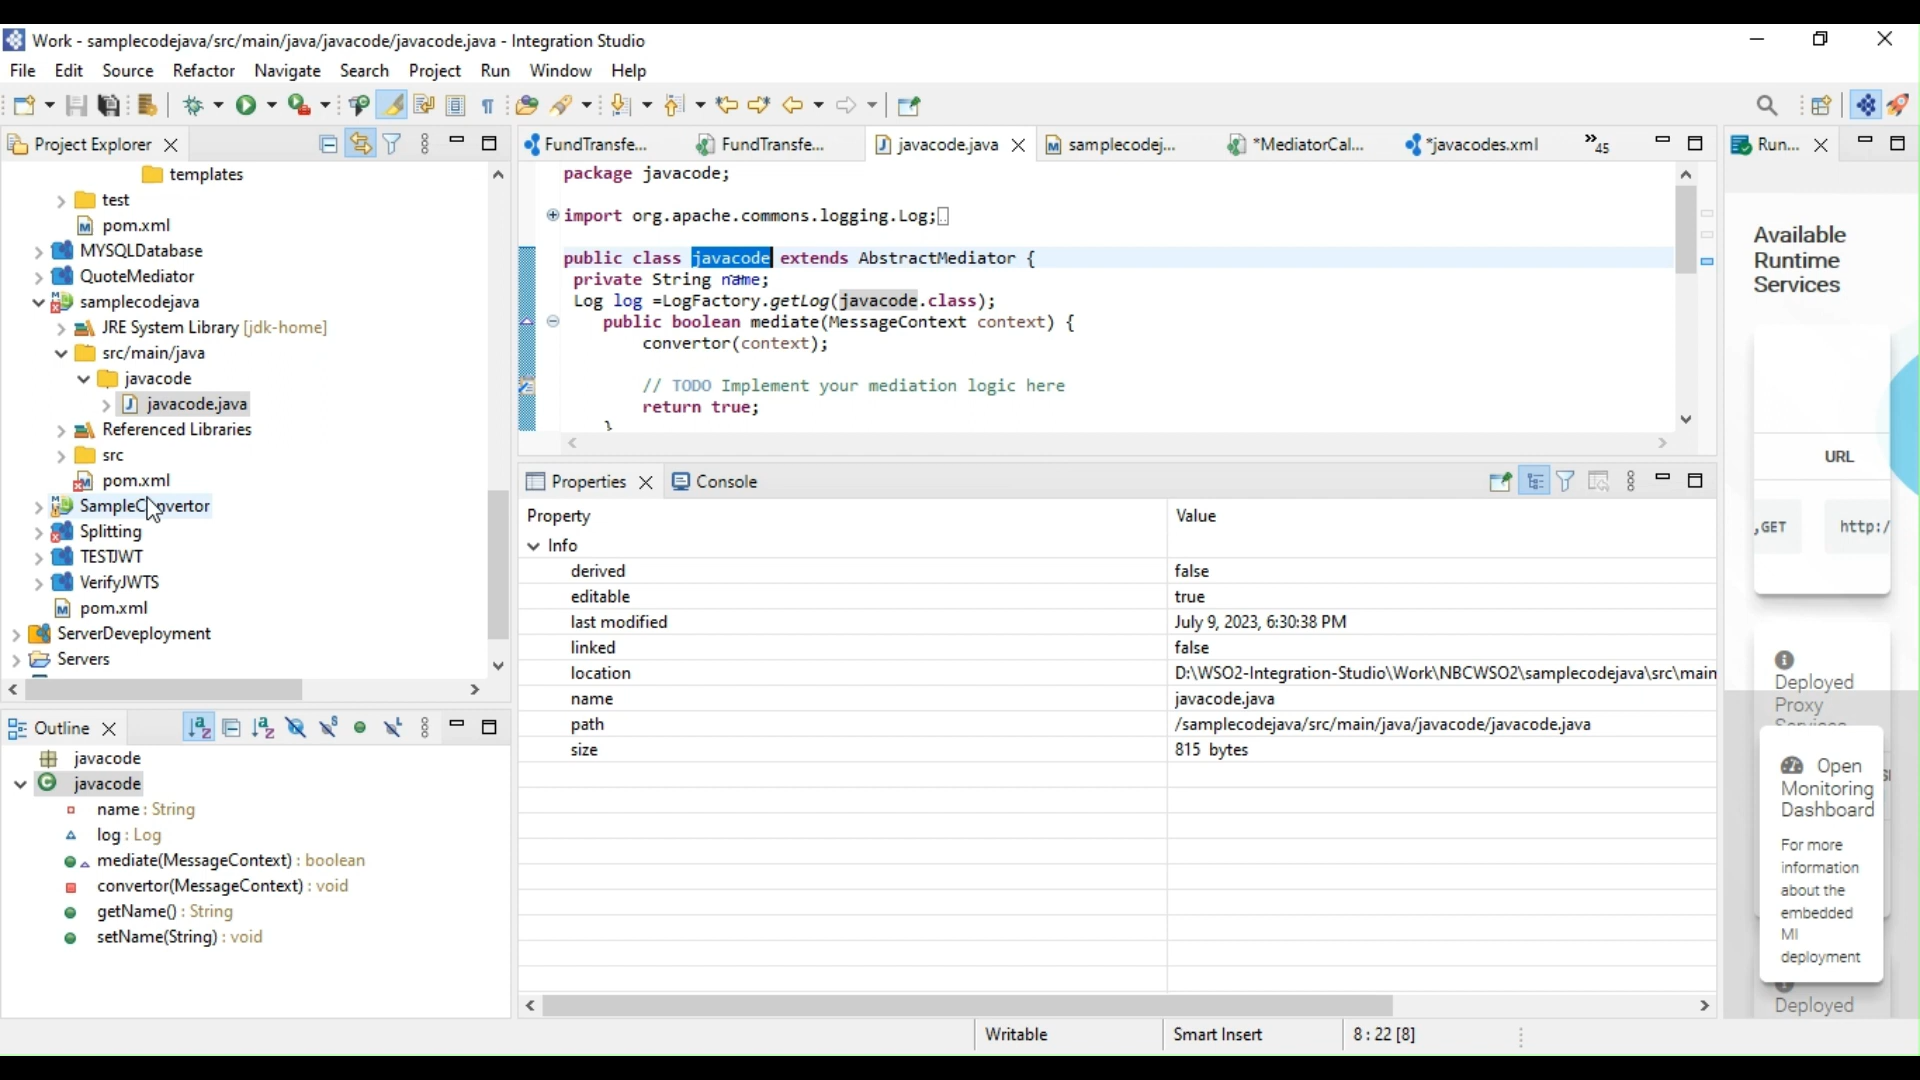 Work - samplecodejava/src/main/java/javacode/javacode.java - Integration Studio
File Edit Source Refactor Navigate Search Project Run Window Help
Project Explorer
templates
test
pom.xml
MYSQLDatabase
QuoteMediator
samplecodejava
JRE System Library [jdk-home]
src/main/java
javacode
javacode.java
Referenced Libraries
src
pom.xml
SampleConvertor
Splitting
TESTJWT
VerifyJWTS
pom.xml
ServerDeveployment
Servers
Outline
javacode
javacode
name : String
log : Log
mediate(MessageContext) : boolean
convertor(MessageContext) : void
getName() : String
setName(String) : void
FundTransfe... FundTransfe... javacode.java samplecodej... *MediatorCal... *javacodes.xml »45
package javacode;
import org.apache.commons.logging.Log;
public class javacode extends AbstractMediator {
private String name;
Log log =LogFactory.getLog(javacode.class);
public boolean mediate(MessageContext context) {
convertor(context);
// TODO Implement your mediation logic here
return true;
}
Properties Console
Property Value
Info
derived false
editable true
last modified July 9, 2023, 6:30:38 PM
linked false
location D:\WSO2-Integration-Studio\Work\NBCWSO2\samplecodejava\src\main
name javacode.java
path /samplecodejava/src/main/java/javacode/javacode.java
size 815 bytes
Run...
Available
Runtime
Services
URL
,GET http:/
Deployed
Proxy
Services
Open
Monitoring
Dashboard
For more
information
about the
embedded
MI
deployment
Deployed
Writable Smart Insert 8 : 22 [8]